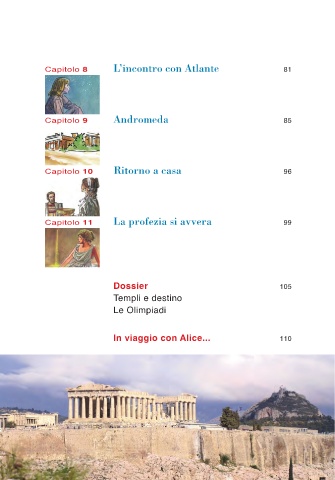 Capitolo 8 L'incontro con Atlante 81
Capitolo 9 Andromeda 85
Capitolo 10 Ritorno a casa 96
Capitolo 11 La profezia si avvera 99
Dossier 105
Templi e destino
Le Olimpiadi
In viaggio con Alice... 110